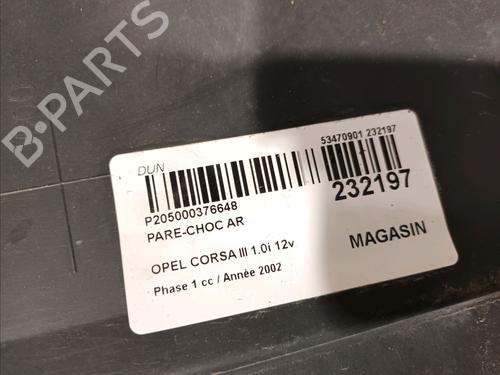 B-PARTS
DUN
53470901 232197
P205000376648
232197
PARE-CHOC AR
MAGASIN
OPEL CORSA III 1.0i 12v
Phase 1 cc / Année 2002